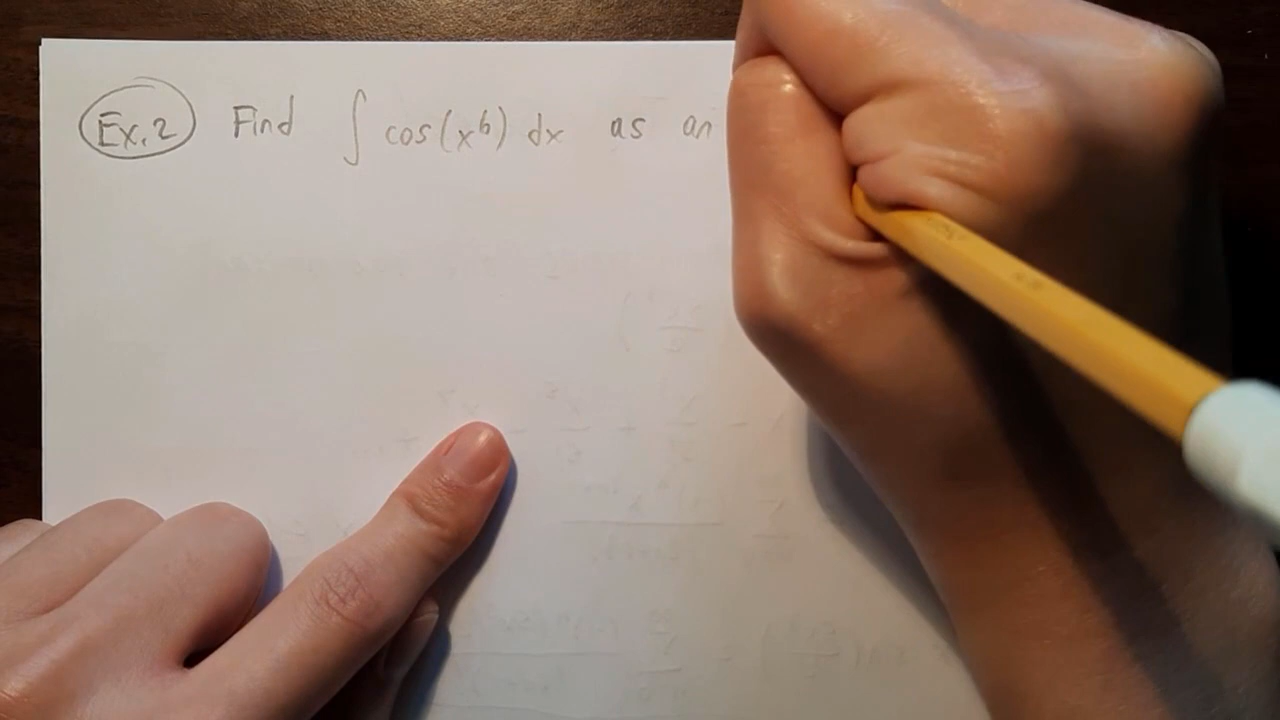 Ex. 2 Find ∫ cos(x⁶) dx as an